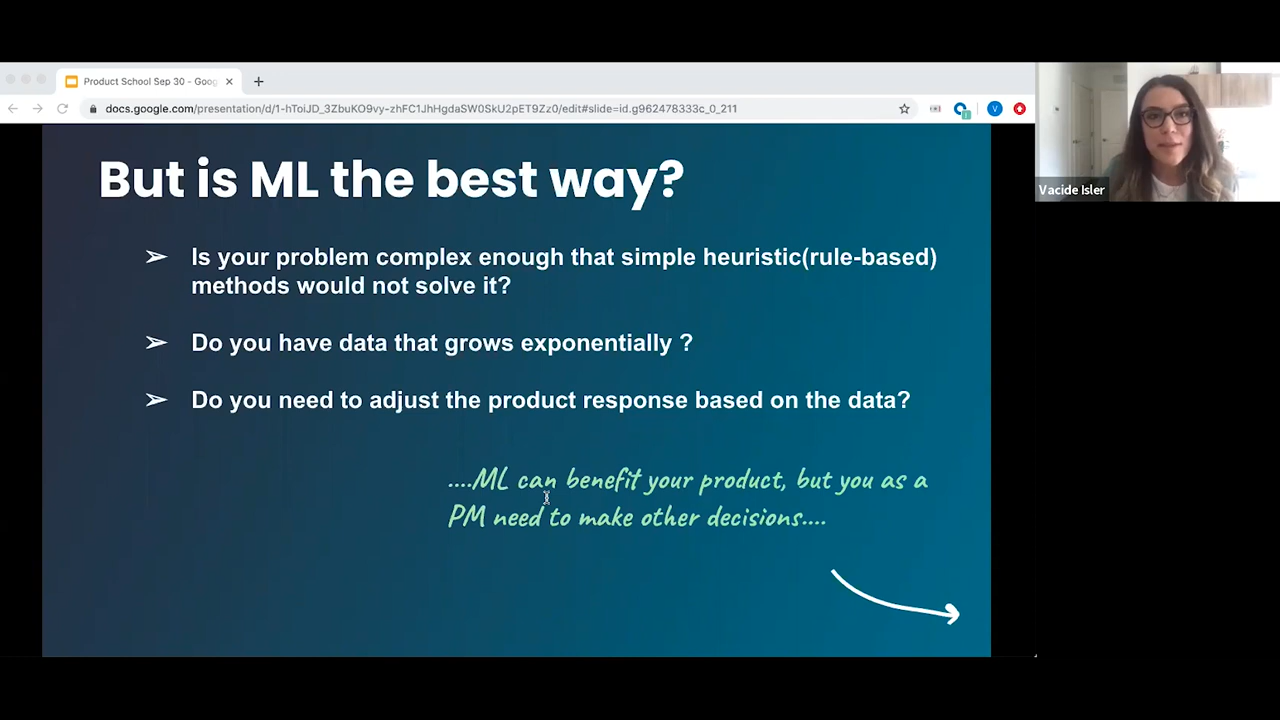 Product School Sep 30 - Goog
docs.google.com/presentation/d/1-hToiJD_3ZbuKO9vy-zhFC1JhHgdaSW0SkU2pET9Zz0/edit#slide=id.g962478333c_0_211
V
Vacide Isler
But is ML the best way?
➢ Is your problem complex enough that simple heuristic(rule-based)
methods would not solve it?
➢ Do you have data that grows exponentially ?
➢ Do you need to adjust the product response based on the data?
....ML can benefit your product, but you as a
PM need to make other decisions....